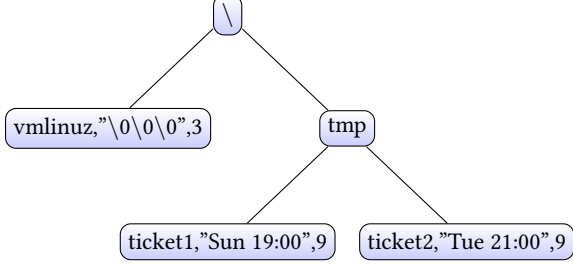 \
vmlinuz,”\0\0\0”,3
tmp
ticket1,”Sun 19:00”,9
ticket2,”Tue 21:00”,9